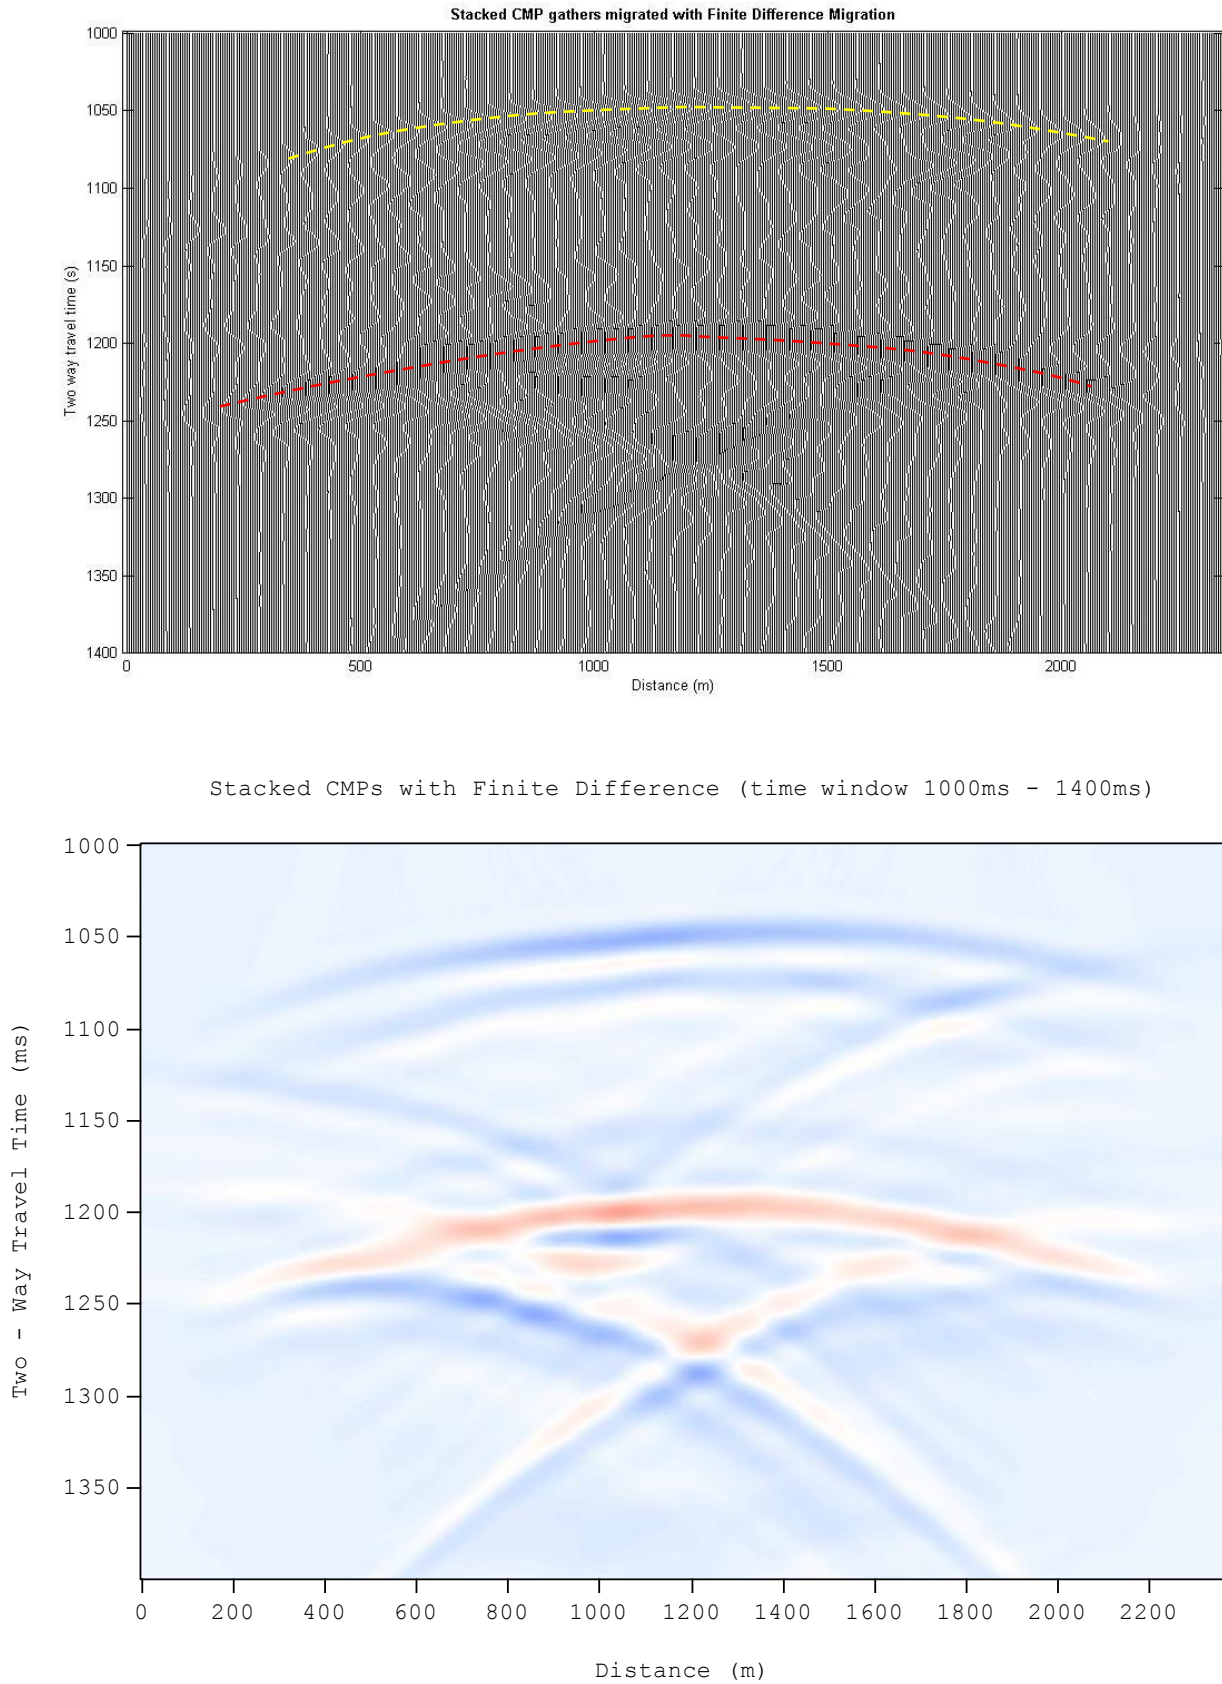 Stacked CMP gathers migrated with Finite Difference Migration
1000
1050
1100
1150
1200
1250
1300
1350
1400
Two way travel time (s)
0 500 1000 1500 2000
Distance (m)
Stacked CMPs with Finite Difference (time window 1000ms - 1400ms)
1000
1050
1100
1150
1200
1250
1300
1350
Two - Way Travel Time (ms)
0 200 400 600 800 1000 1200 1400 1600 1800 2000 2200
Distance (m)